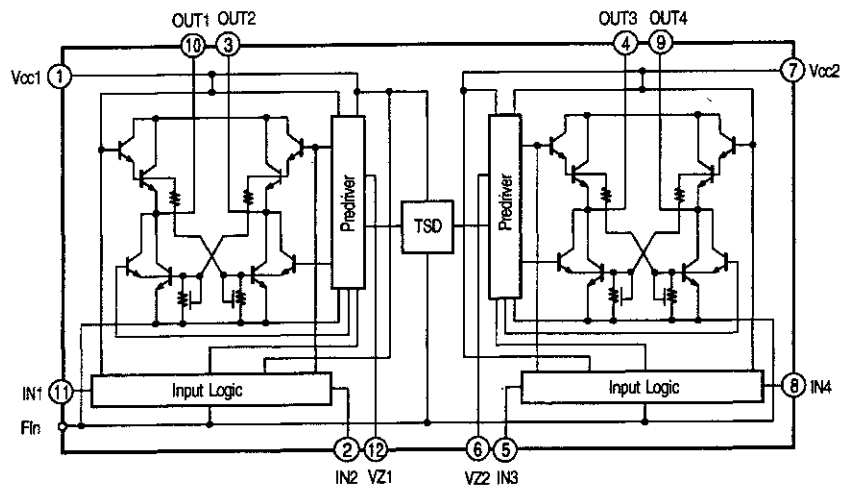 OUT1 OUT2 OUT3 OUT4
10 3 4 9
Vcc1 1 7 Vcc2
Predriver TSD Predriver
IN1 11 Input Logic Input Logic 8 IN4
Fin
2 12 6 5
IN2 VZ1 VZ2 IN3